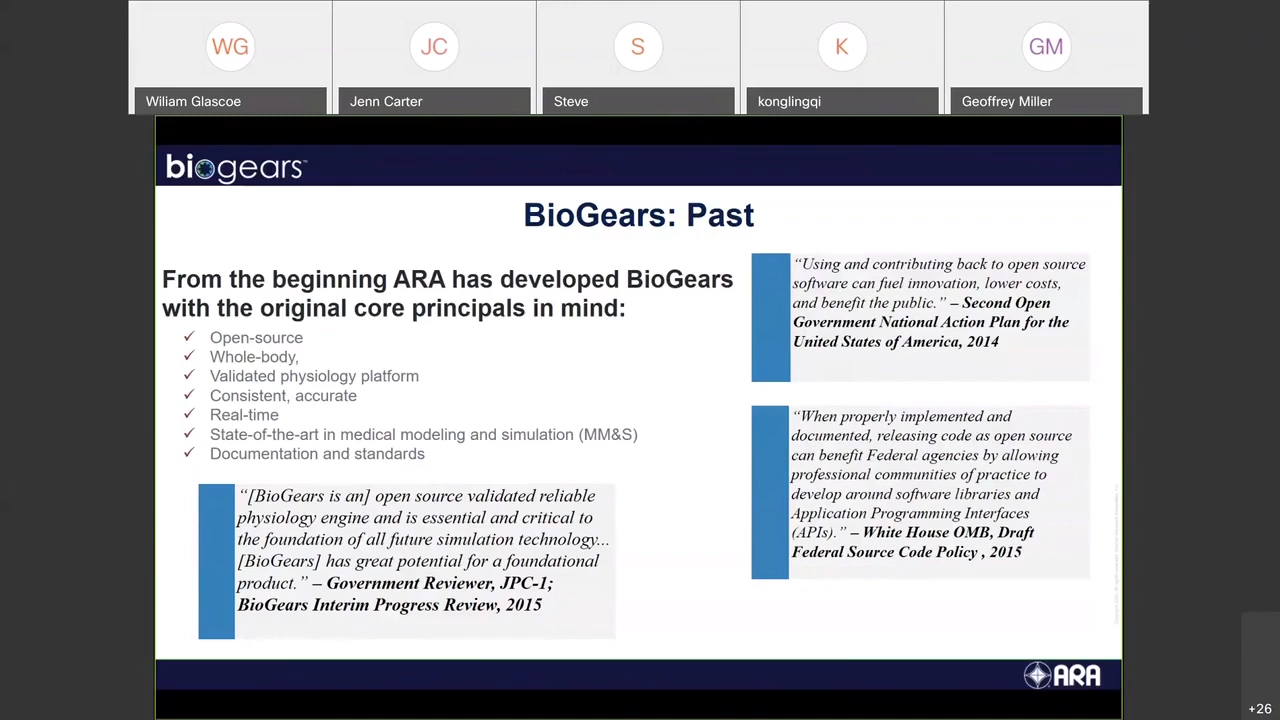 WG
JC
S
K
GM
Wiliam Glascoe
Jenn Carter
Steve
konglingqi
Geoffrey Miller
biogears™
BioGears: Past
From the beginning ARA has developed BioGears
with the original core principals in mind:
✓ Open-source
✓ Whole-body,
✓ Validated physiology platform
✓ Consistent, accurate
✓ Real-time
✓ State-of-the-art in medical modeling and simulation (MM&S)
✓ Documentation and standards
“[BioGears is an] open source validated reliable
physiology engine and is essential and critical to
the foundation of all future simulation technology...
[BioGears] has great potential for a foundational
product.” – Government Reviewer, JPC-1;
BioGears Interim Progress Review, 2015
“Using and contributing back to open source
software can fuel innovation, lower costs,
and benefit the public.” – Second Open
Government National Action Plan for the
United States of America, 2014
“When properly implemented and
documented, releasing code as open source
can benefit Federal agencies by allowing
professional communities of practice to
develop around software libraries and
Application Programming Interfaces
(APIs).” – White House OMB, Draft
Federal Source Code Policy , 2015
ARA
+26